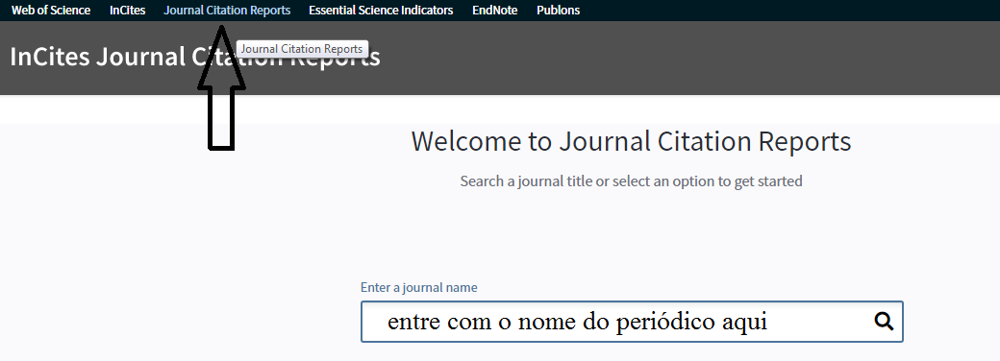 Web of Science InCites Journal Citation Reports Essential Science Indicators EndNote Publons
Journal Citation Reports
InCites Journal Citation Reports
Welcome to Journal Citation Reports
Search a journal title or select an option to get started
Enter a journal name
entre com o nome do periódico aqui